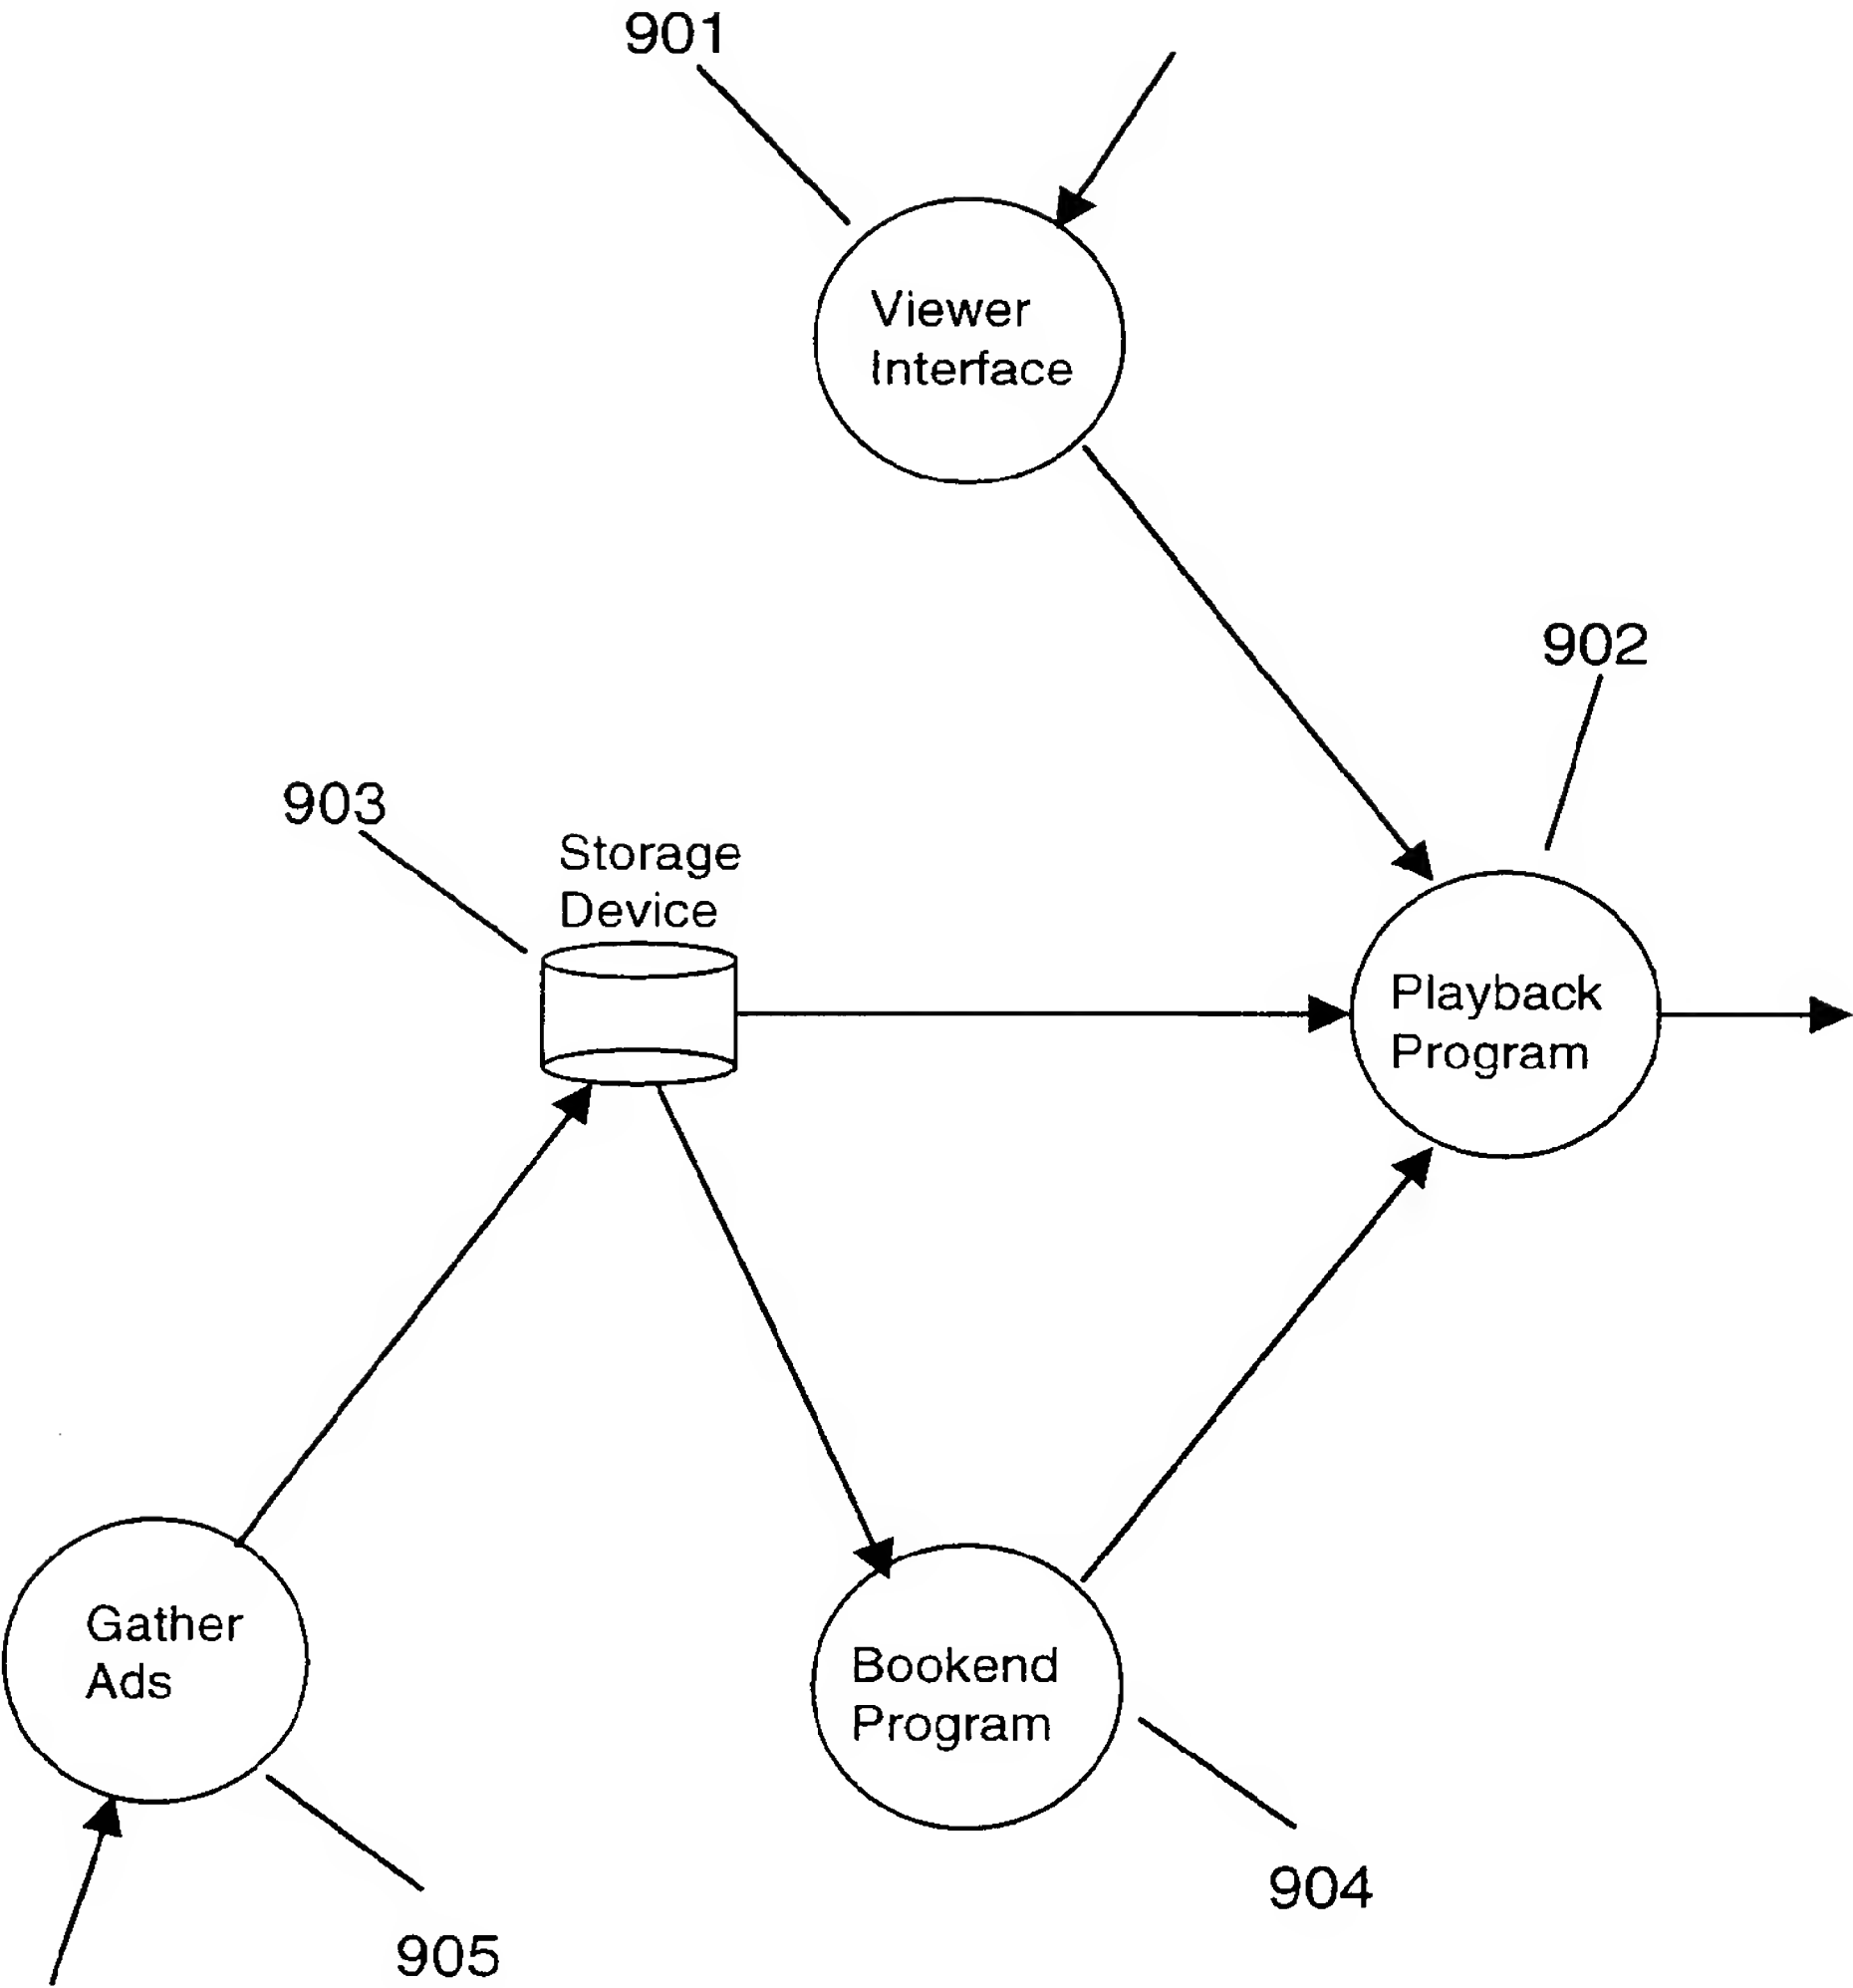 901
Viewer
Interface
902
903
Storage
Device
Playback
Program
Gather
Ads
Bookend
Program
904
905